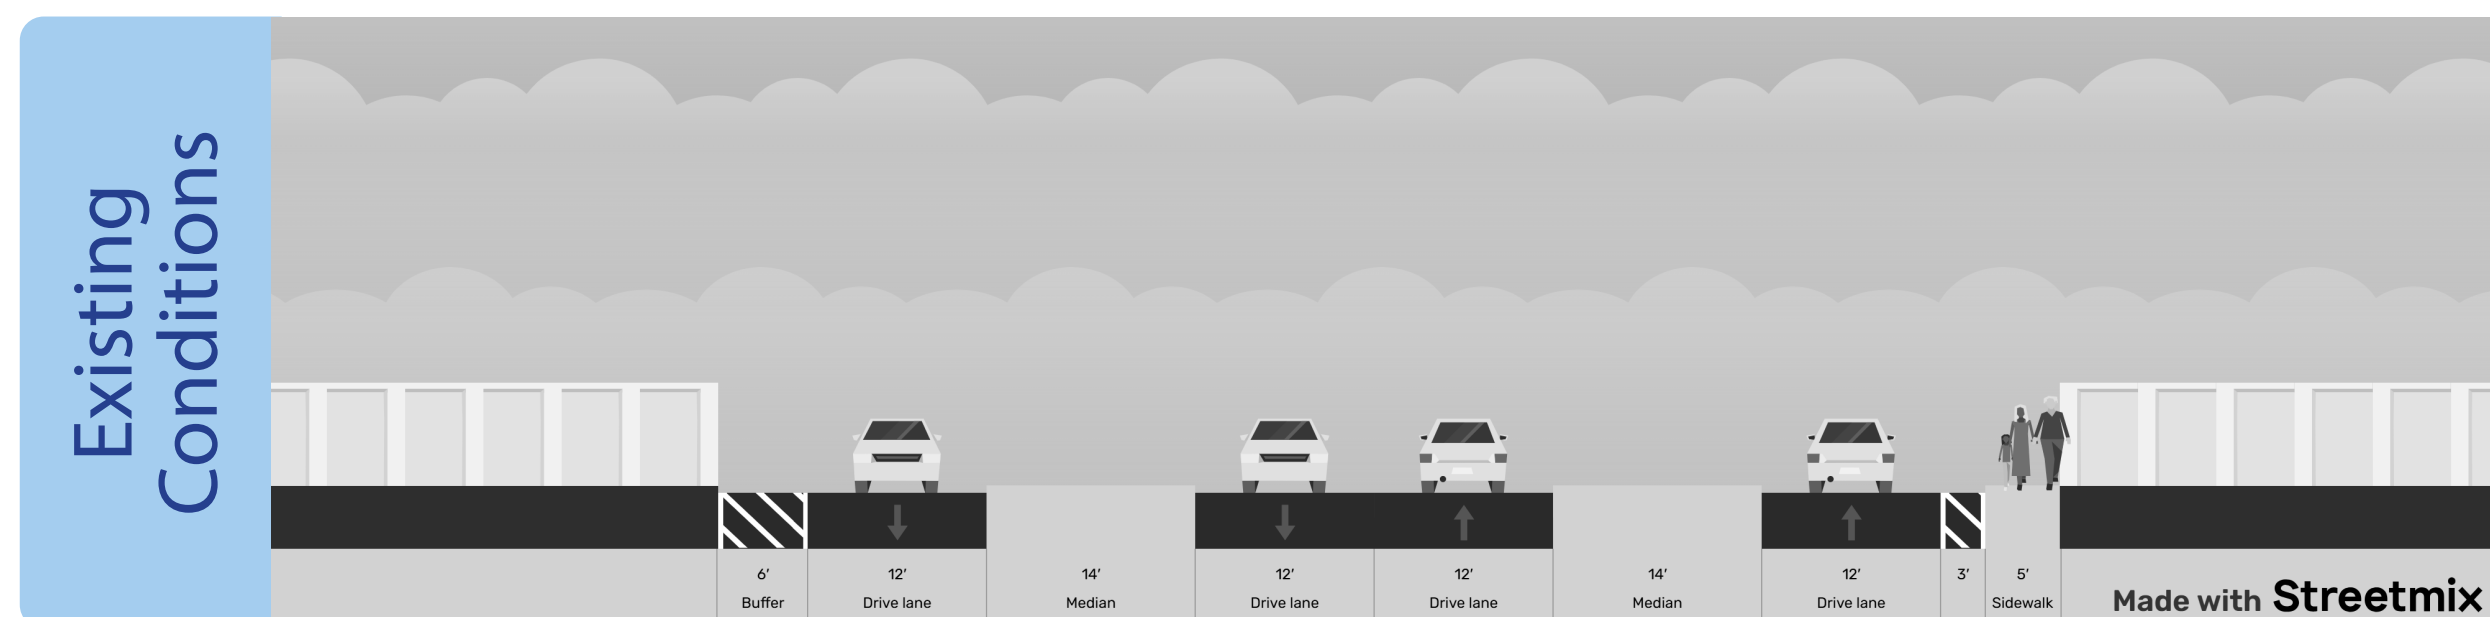 Existing
Conditions
6’ 12’ 14’ 12’ 12’ 14’ 12’ 3’ 5’
Buffer Drive lane Median Drive lane Drive lane Median Drive lane Sidewalk
Made with Streetmix